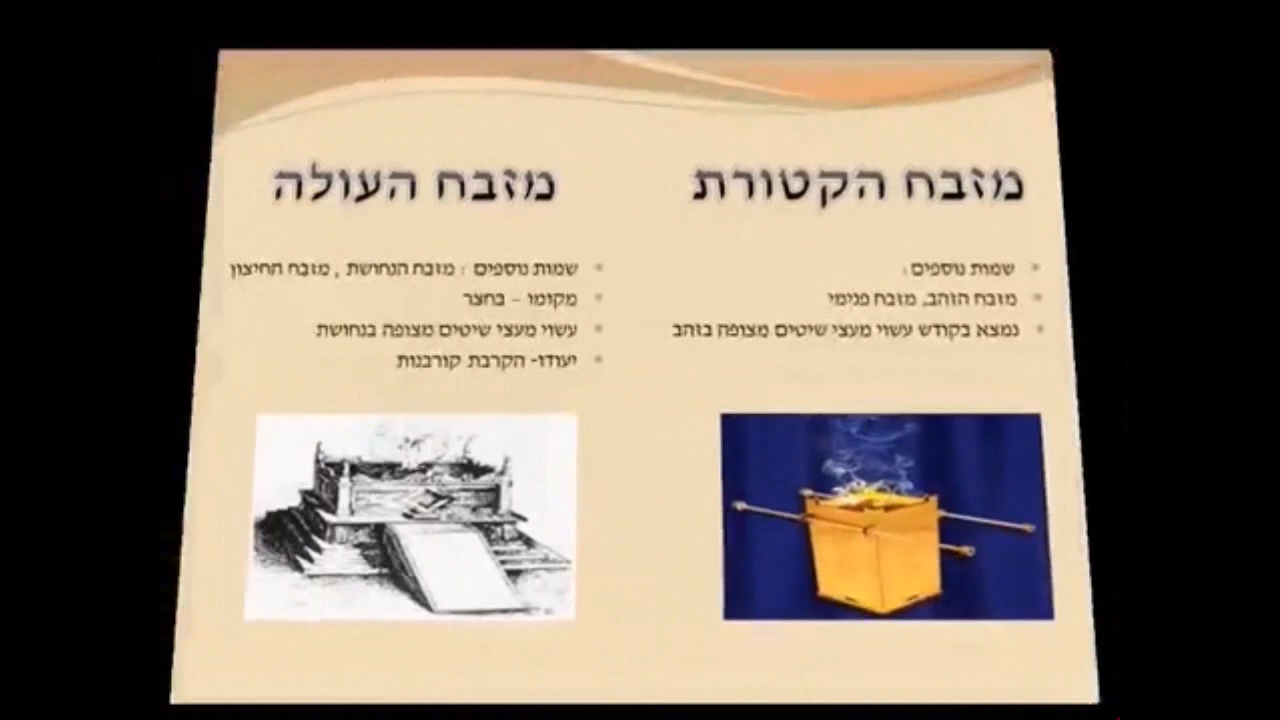 מזבח הקטורת
שמות נוספים:
מזבח הזהב, מזבח פנימי
נמצא בקודש עשוי מעצי שיטים מצופה בזהב
מזבח העולה
שמות נוספים : מזבח הנחושת , מזבח החיצון
מקומו – בחצר
עשוי מעצי שיטים מצופה בנחושת
יעודו- הקרבת קורבנות